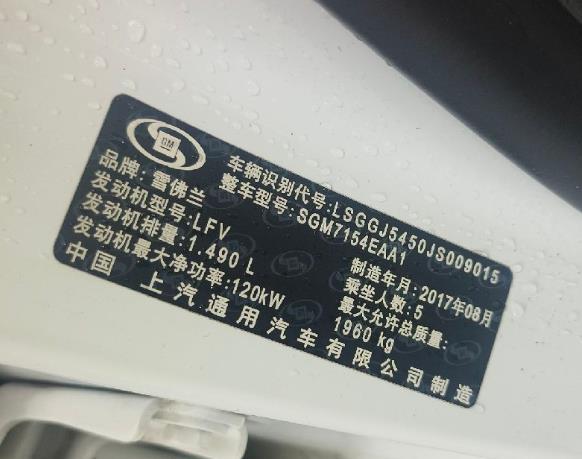 GM
车辆识别代号:LSGGJ5450JS009015
品牌:雪佛兰 整车型号:SGM7154EAA1
发动机型号:LFV 制造年月:2017年08月
发动机排量:1.490 L 乘坐人数:5
发动机最大净功率:120kW 最大允许总质量:
1960 kg
中国 上汽通用汽车有限公司制造